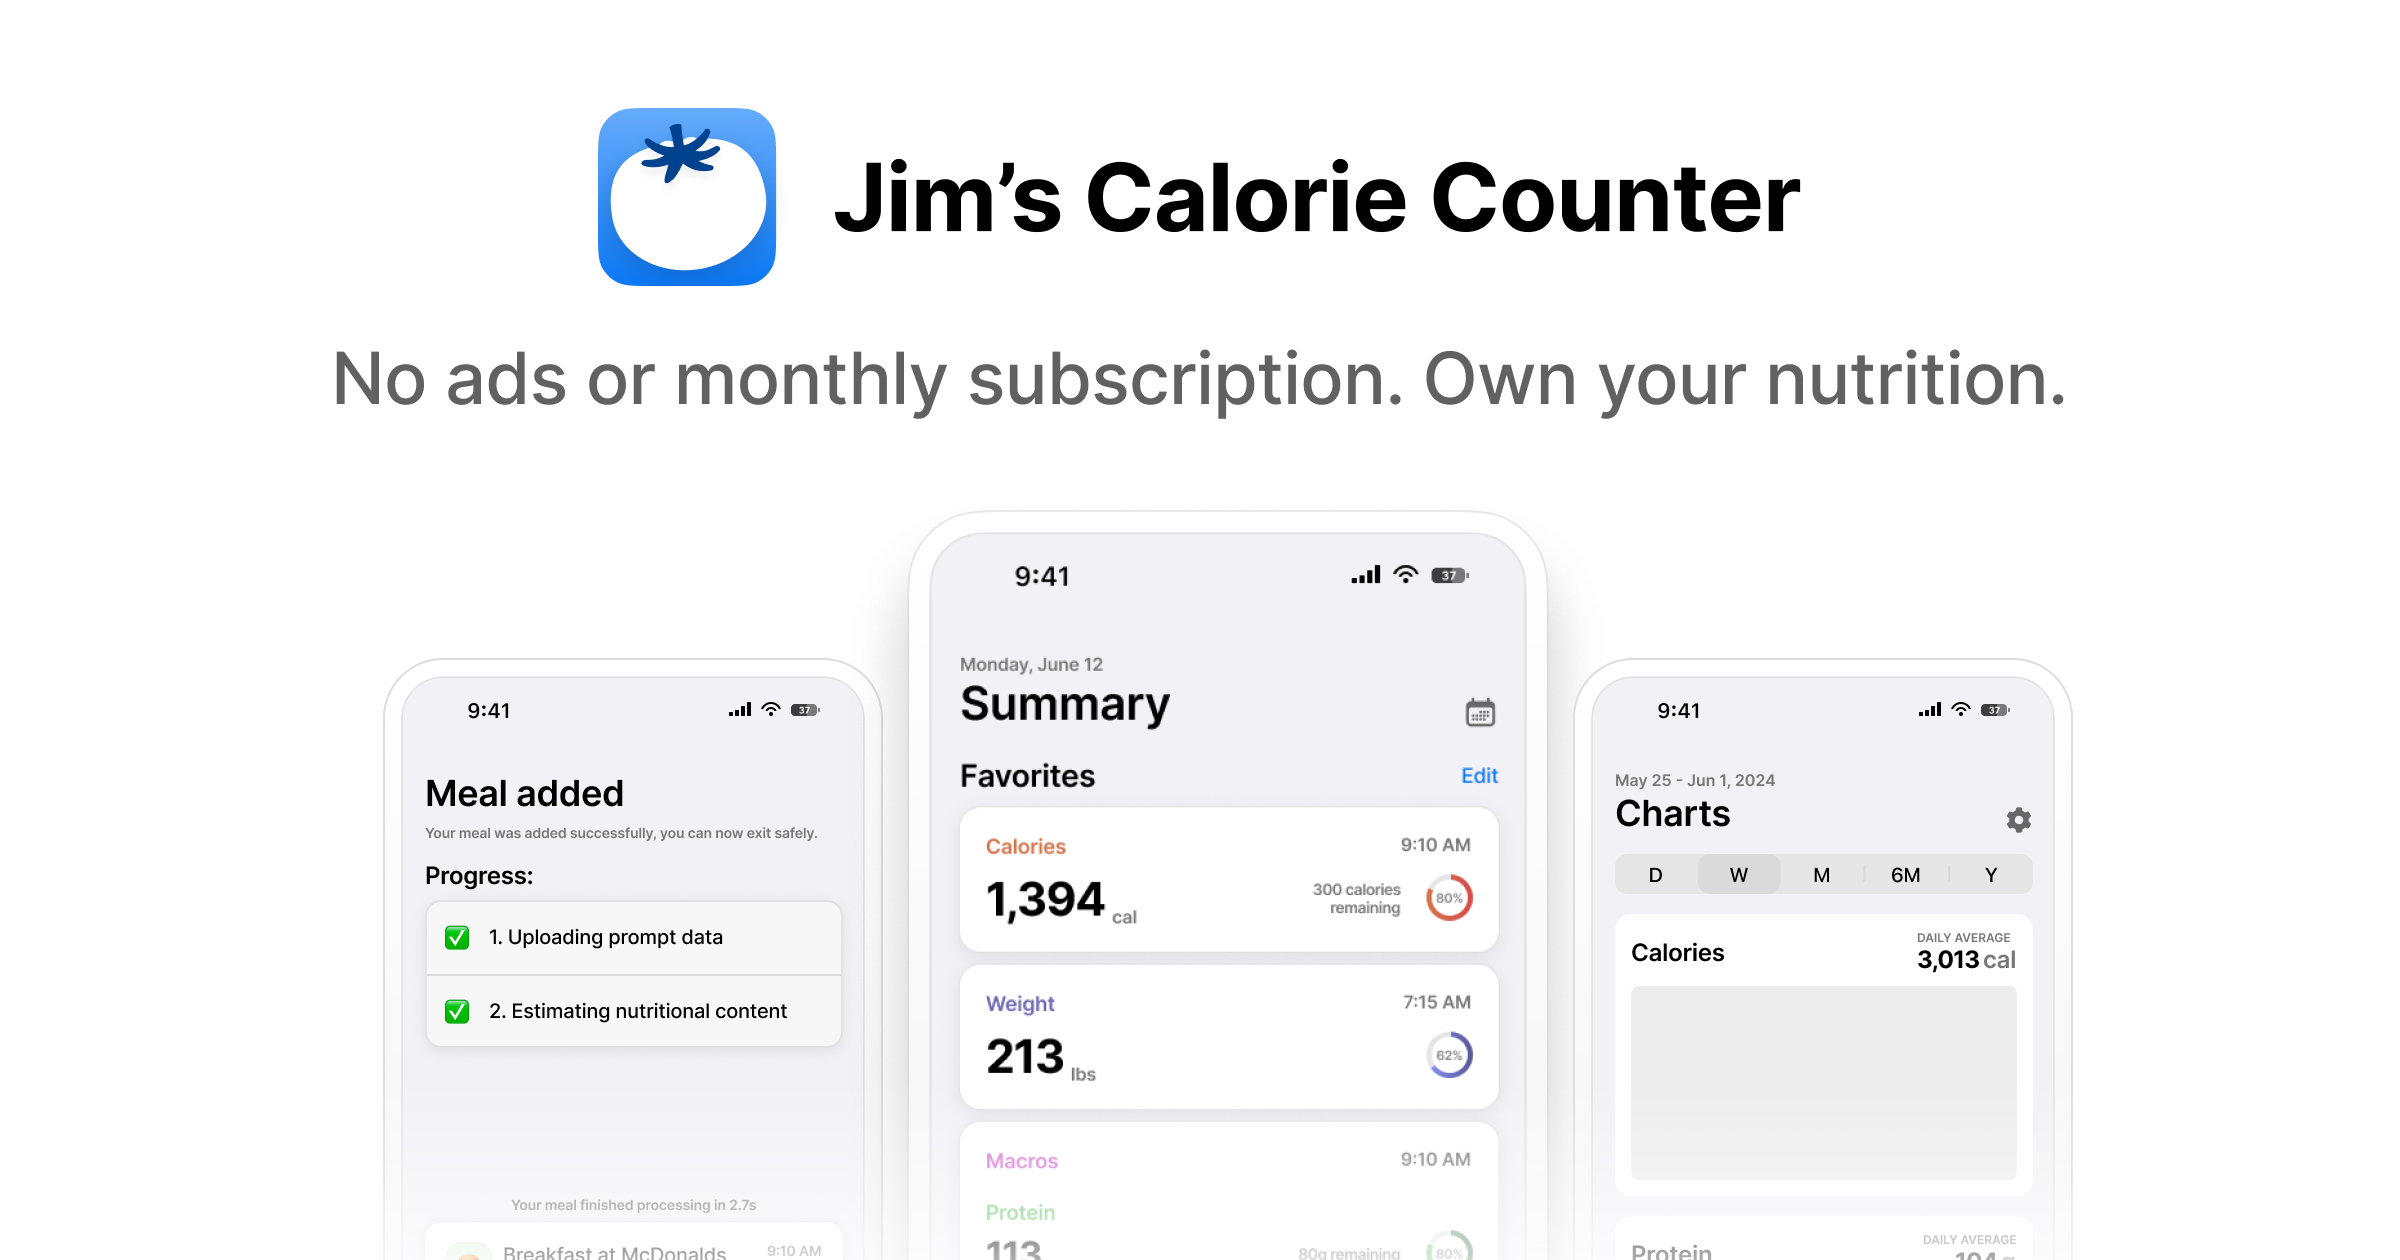 Jim’s Calorie Counter
No ads or monthly subscription. Own your nutrition.
9:41
37
Meal added
Your meal was added successfully, you can now exit safely.
Progress:
1. Uploading prompt data
2. Estimating nutritional content
Your meal finished processing in 2.7s
Breakfast at McDonalds
9:10 AM
9:41
37
Monday, June 12
Summary
Favorites
Edit
Calories
9:10 AM
1,394 cal
300 calories
remaining
80%
Weight
7:15 AM
213 lbs
62%
Macros
9:10 AM
Protein
113
80g remaining
80%
9:41
37
May 25 - Jun 1, 2024
Charts
D W M 6M Y
Calories
DAILY AVERAGE
3,013 cal
Protein
DAILY AVERAGE
104 g